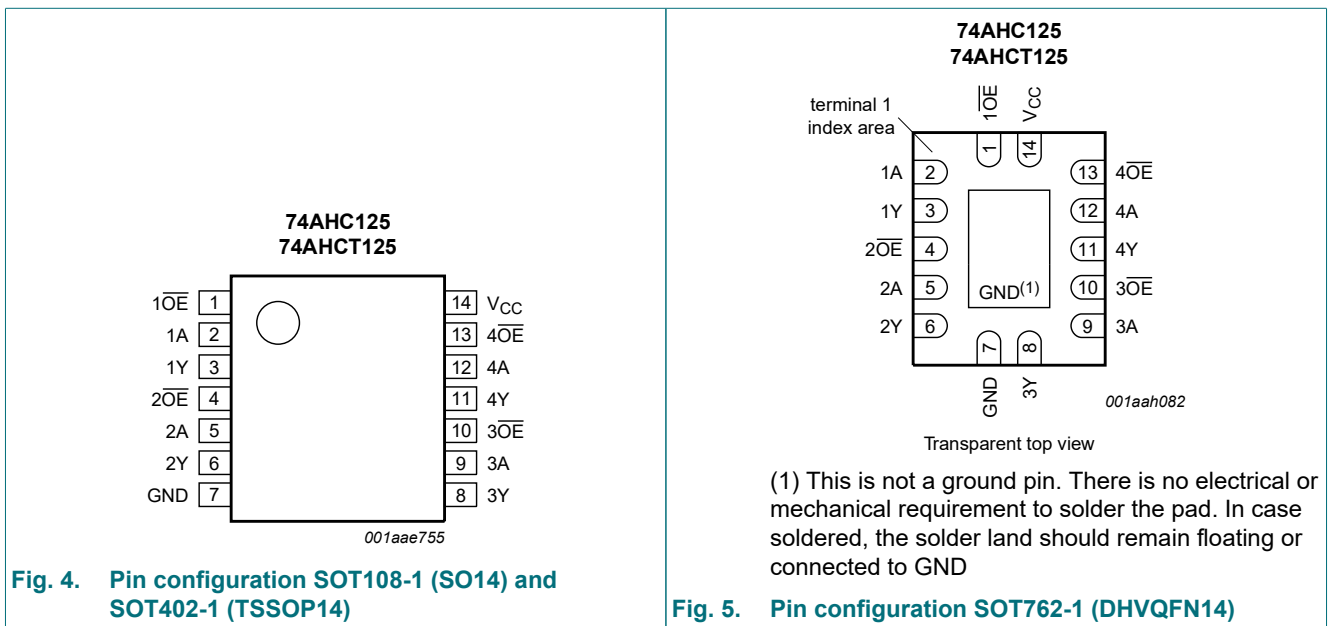 74AHC125
74AHCT125
1OE 1
1A 2
1Y 3
2OE 4
2A 5
2Y 6
GND 7
14 VCC
13 4OE
12 4A
11 4Y
10 3OE
9 3A
8 3Y
001aae755
Fig. 4. Pin configuration SOT108-1 (SO14) and
SOT402-1 (TSSOP14)
74AHC125
74AHCT125
terminal 1
index area
1OE
VCC
1
14
1A 2
1Y 3
2OE 4
2A 5
2Y 6
13 4OE
12 4A
11 4Y
10 3OE
9 3A
GND(1)
7
8
GND
3Y
001aah082
Transparent top view
(1) This is not a ground pin. There is no electrical or
mechanical requirement to solder the pad. In case
soldered, the solder land should remain floating or
connected to GND
Fig. 5. Pin configuration SOT762-1 (DHVQFN14)